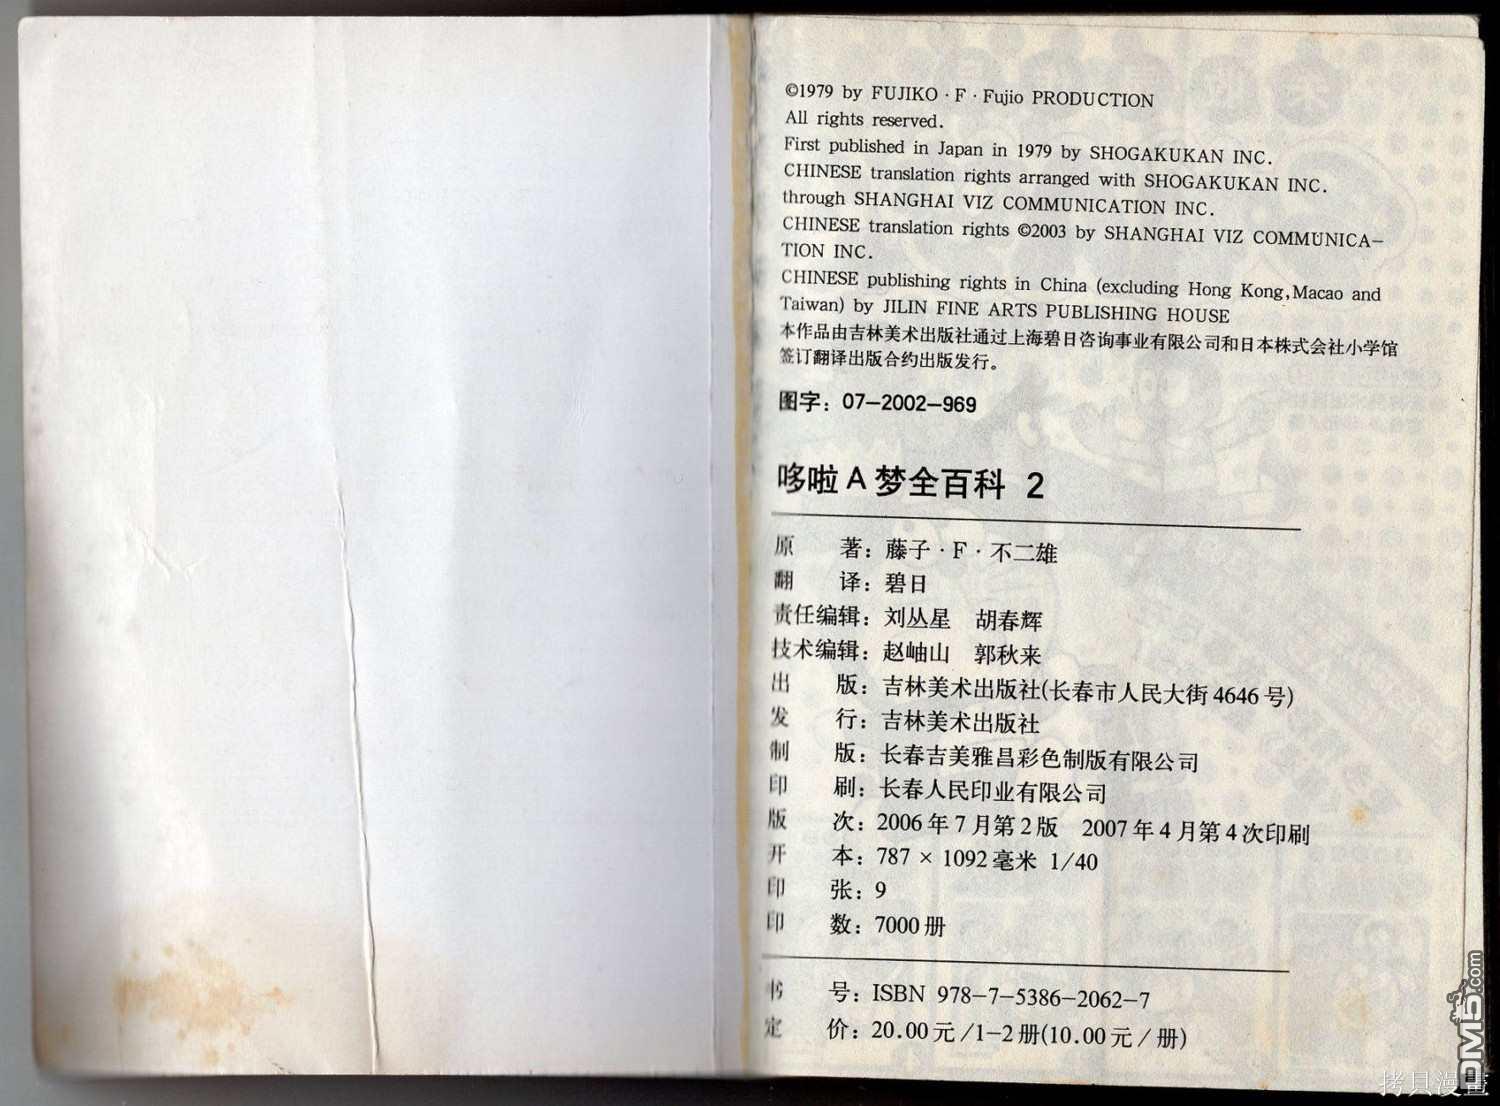 ©1979 by FUJIKO · F · Fujio PRODUCTION
All rights reserved.
First published in Japan in 1979 by SHOGAKUKAN INC.
CHINESE translation rights arranged with SHOGAKUKAN INC.
through SHANGHAI VIZ COMMUNICATION INC.
CHINESE translation rights ©2003 by SHANGHAI VIZ COMMUNICA-
TION INC.
CHINESE publishing rights in China (excluding Hong Kong,Macao and
Taiwan) by JILIN FINE ARTS PUBLISHING HOUSE
本作品由吉林美术出版社通过上海碧日咨询事业有限公司和日本株式会社小学馆
签订翻译出版合约出版发行。
图字：07-2002-969
哆啦A梦全百科 2
原 著：藤子·F·不二雄
翻 译：碧日
责任编辑：刘丛星 胡春辉
技术编辑：赵岫山 郭秋来
出 版：吉林美术出版社(长春市人民大街4646号)
发 行：吉林美术出版社
制 版：长春吉美雅昌彩色制版有限公司
印 刷：长春人民印业有限公司
版 次：2006年7月第2版 2007年4月第4次印刷
开 本：787×1092毫米 1/40
印 张：9
印 数：7000册
书 号：ISBN 978-7-5386-2062-7
定 价：20.00元/1-2册(10.00元/册)
DM5.com
拷貝漫畫